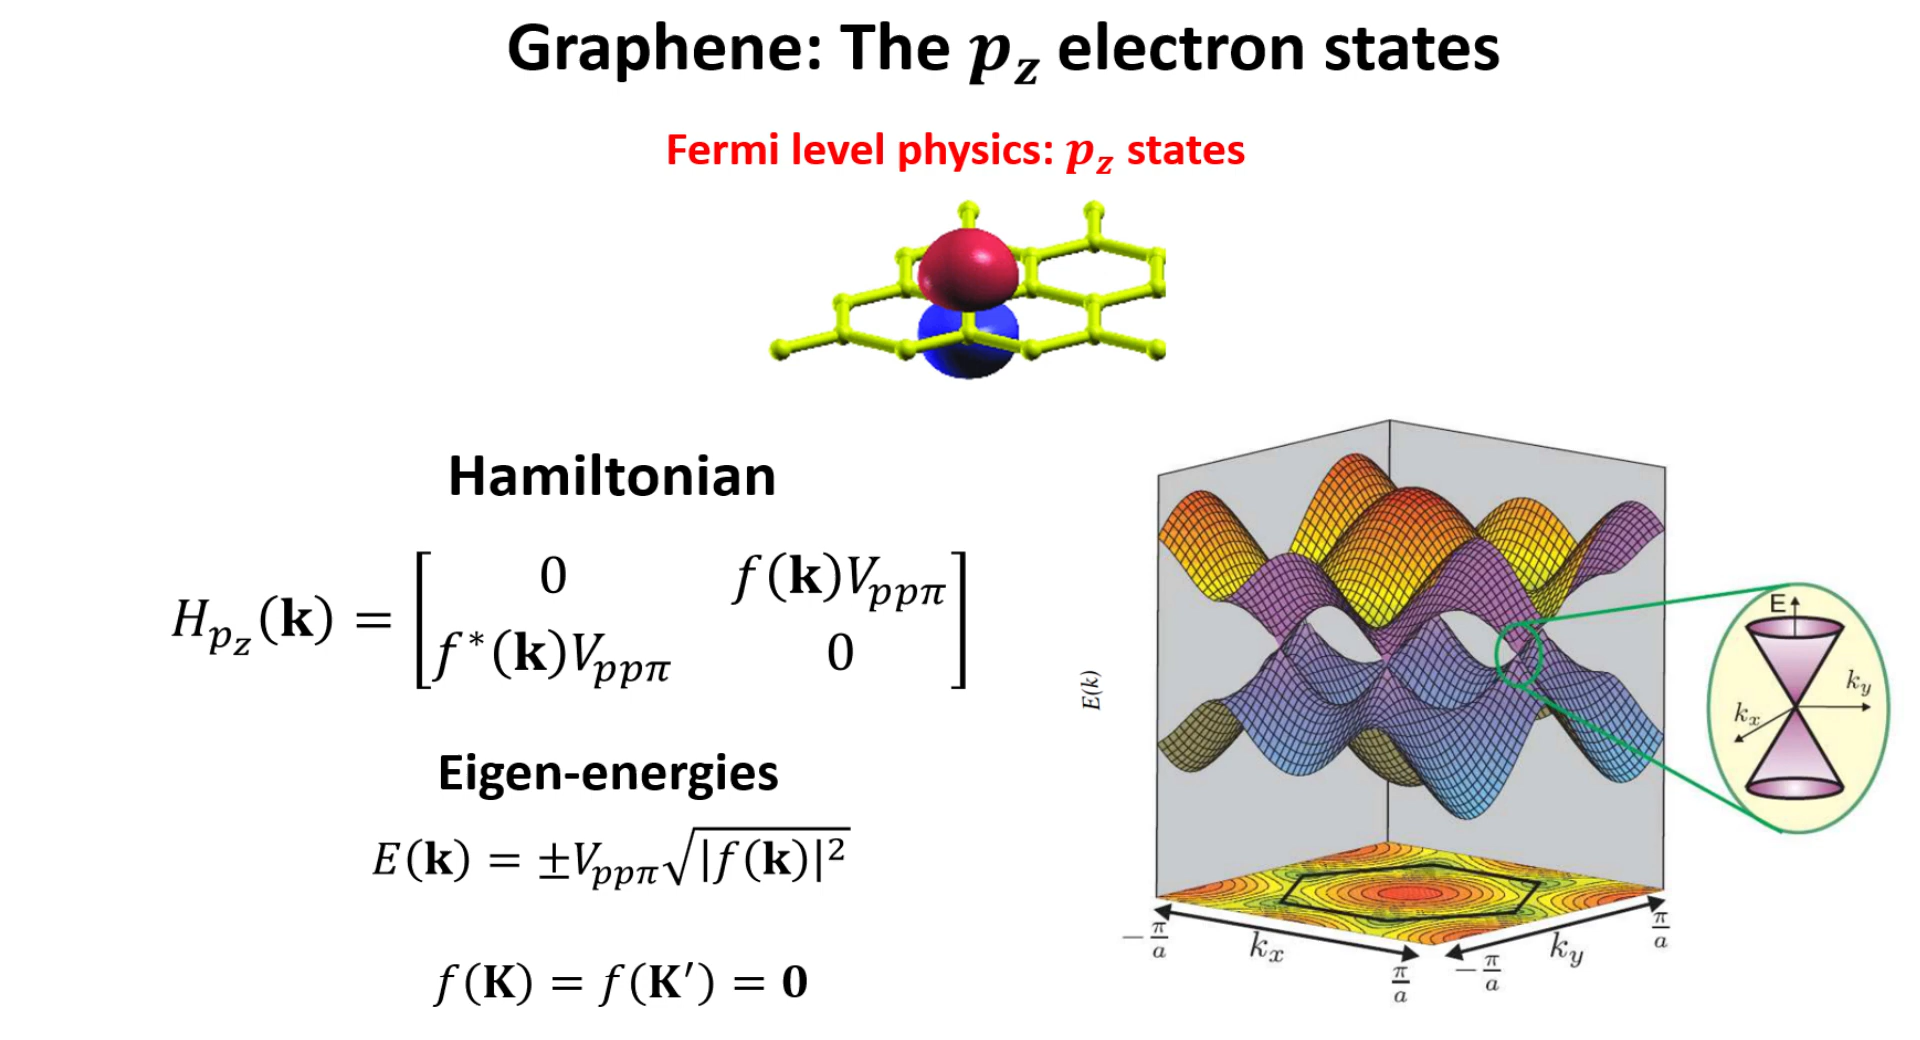 Graphene: The p_z electron states
Fermi level physics: p_z states
Hamiltonian
H_{p_z}(k) = [ 0 f(k)V_{ppπ}
f*(k)V_{ppπ} 0 ]
Eigen-energies
E(k) = ±V_{ppπ}√|f(k)|²
f(K) = f(K′) = 0
E(k)
E
k_y
k_x
−π/a
k_x
π/a
−π/a
k_y
π/a